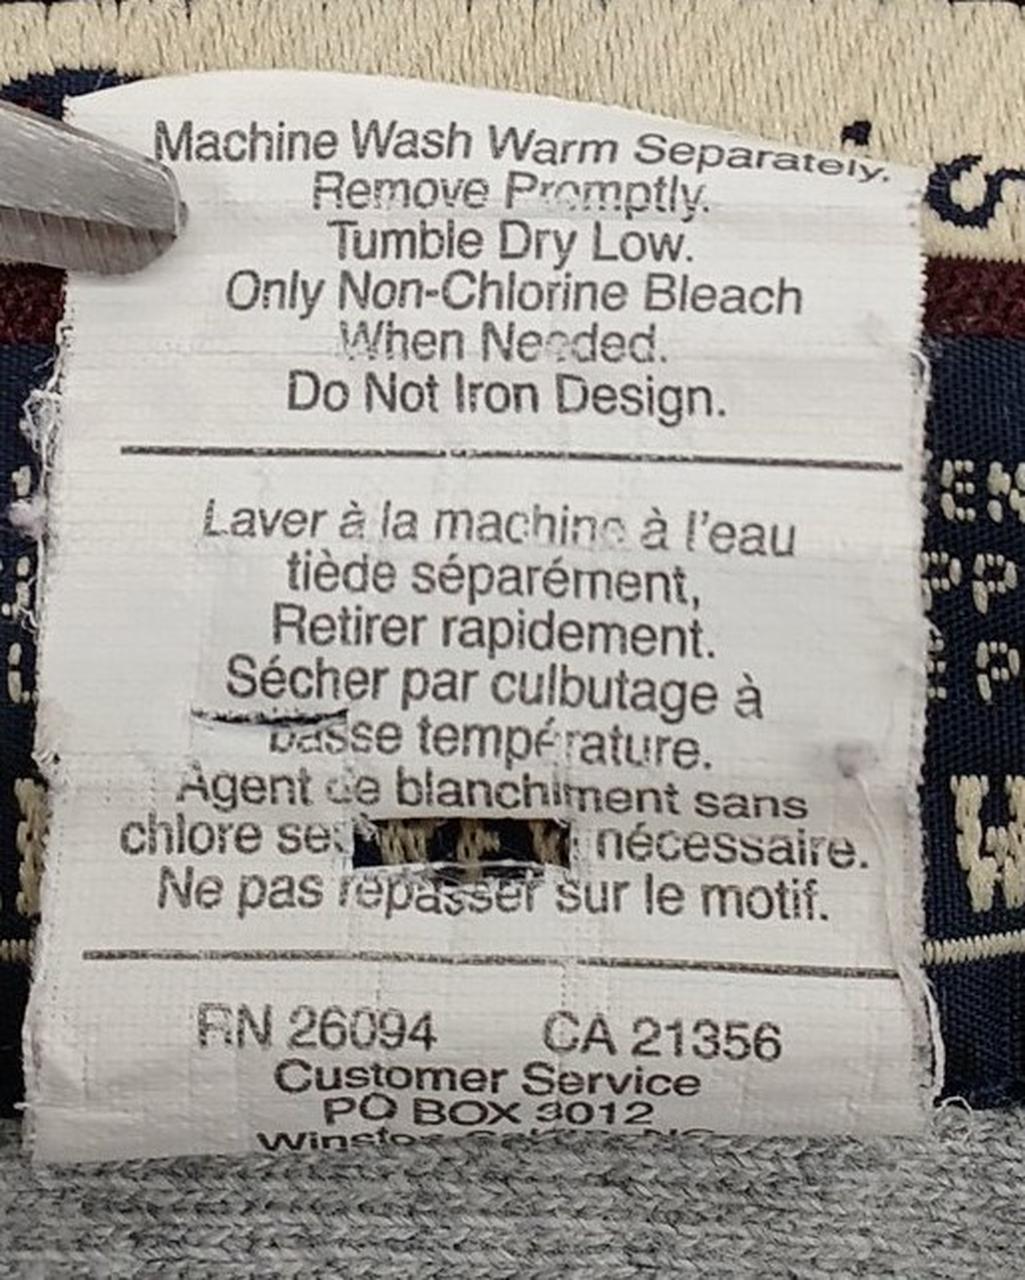 Machine Wash Warm Separately.
Remove Promptly.
Tumble Dry Low.
Only Non-Chlorine Bleach
When Needed.
Do Not Iron Design.
Laver à la machine à l'eau
tiède séparément,
Retirer rapidement.
Sécher par culbutage à
basse température.
Agent de blanchiment sans
chlore nécessaire.
Ne pas repasser sur le motif.
RN 26094 CA 21356
Customer Service
PO BOX 3012